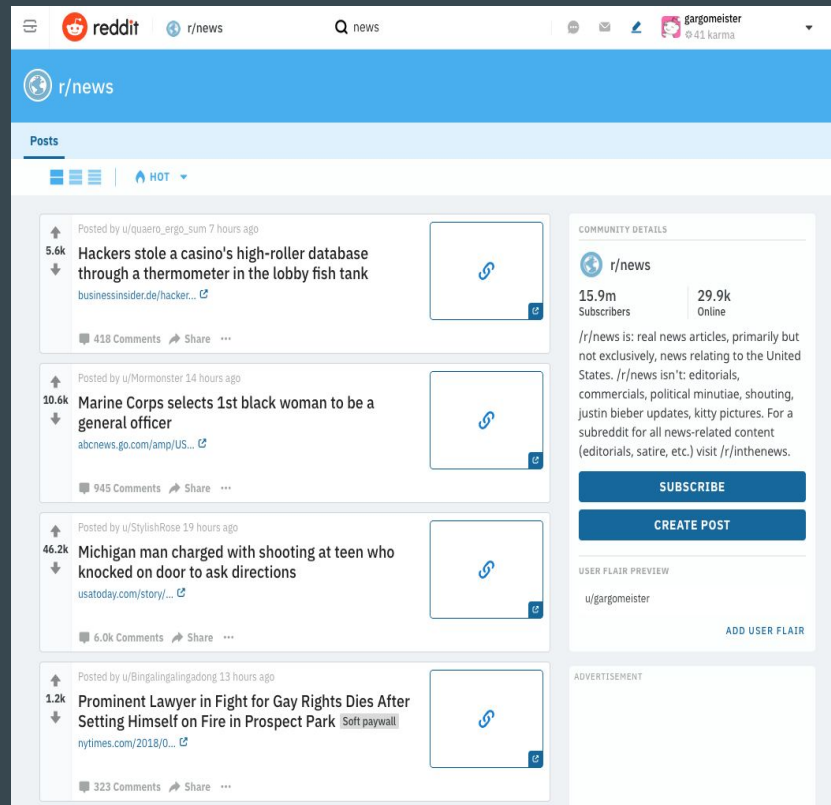 reddit
r/news
news
gargomeister
41 karma
r/news
Posts
HOT
Posted by u/quaero_ergo_sum 7 hours ago
5.6k
Hackers stole a casino's high-roller database
through a thermometer in the lobby fish tank
businessinsider.de/hacker...
418 Comments Share ...
Posted by u/Mormonster 14 hours ago
10.6k
Marine Corps selects 1st black woman to be a
general officer
abcnews.go.com/amp/US...
945 Comments Share ...
Posted by u/StylishRose 19 hours ago
46.2k
Michigan man charged with shooting at teen who
knocked on door to ask directions
usatoday.com/story/...
6.0k Comments Share ...
Posted by u/Bingalingalingadong 13 hours ago
1.2k
Prominent Lawyer in Fight for Gay Rights Dies After
Setting Himself on Fire in Prospect Park Soft paywall
nytimes.com/2018/0...
323 Comments Share ...
COMMUNITY DETAILS
r/news
15.9m 29.9k
Subscribers Online
/r/news is: real news articles, primarily but
not exclusively, news relating to the United
States. /r/news isn't: editorials,
commercials, political minutiae, shouting,
justin bieber updates, kitty pictures. For a
subreddit for all news-related content
(editorials, satire, etc.) visit /r/inthenews.
SUBSCRIBE
CREATE POST
USER FLAIR PREVIEW
u/gargomeister
ADD USER FLAIR
ADVERTISEMENT